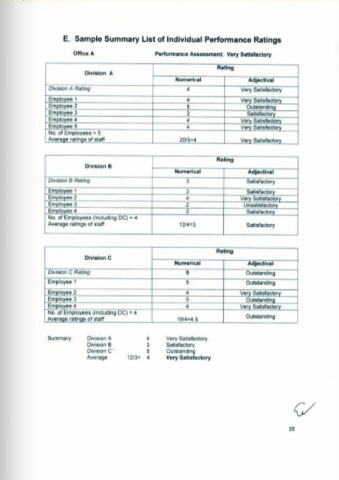 E. Sample Summary List of Individual Performance Ratings
Office A Performance Assessment: Very Satisfactory
Division A Rating
Numerical Adjectival
Division A Rating 4 Very Satisfactory
Employee 1 4 Very Satisfactory
Employee 2 5 Outstanding
Employee 3 3 Satisfactory
Employee 4 4 Very Satisfactory
Employee 5 4 Very Satisfactory
No. of Employees = 5
Average ratings of staff 20/5=4 Very Satisfactory
Division B Rating
Numerical Adjectival
Division B Rating 3 Satisfactory
Employee 1 3 Satisfactory
Employee 2 4 Very Satisfactory
Employee 3 2 Unsatisfactory
Employee 4 3 Satisfactory
No. of Employees (Including DC) = 4
Average ratings of staff 12/4=3 Satisfactory
Division C Rating
Numerical Adjectival
Division C Rating 5 Outstanding
Employee 1 5 Outstanding
Employee 2 4 Very Satisfactory
Employee 3 5 Outstanding
Employee 4 4 Very Satisfactory
No. of Employees (Including DC) = 4
Average ratings of staff 18/4=4.5 Outstanding
Summary: Division A 4 Very Satisfactory
Division B 3 Satisfactory
Division C 5 Outstanding
Average 12/3= 4 Very Satisfactory
19